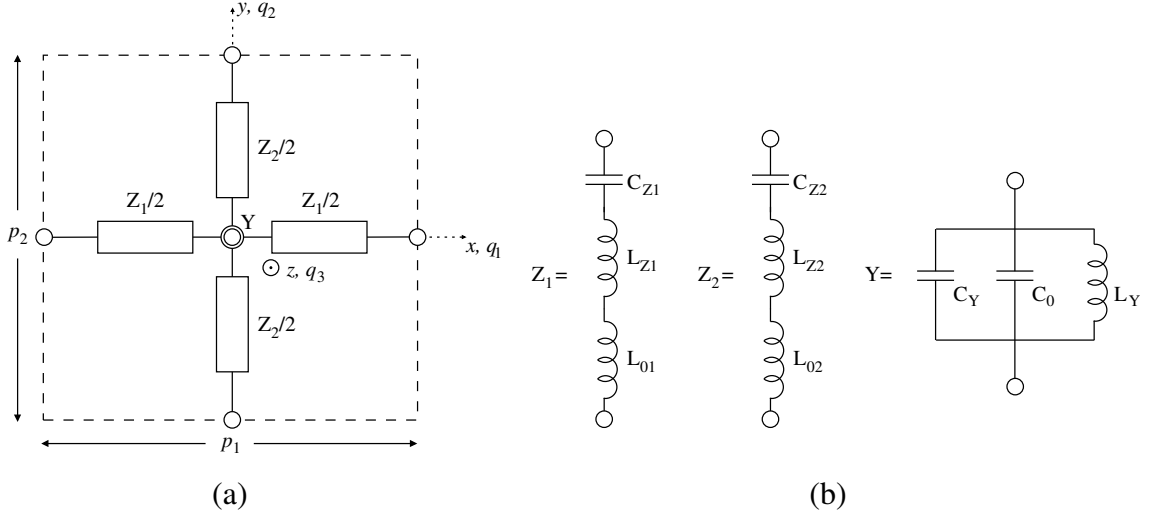 y, q2
Z2/2
Z1/2
Y
Z1/2
p2
x, q1
z, q3
Z2/2
p1
(a)
CZ1
LZ1
Z1=
L01
CZ2
LZ2
Z2=
L02
Y=
CY
C0
LY
(b)